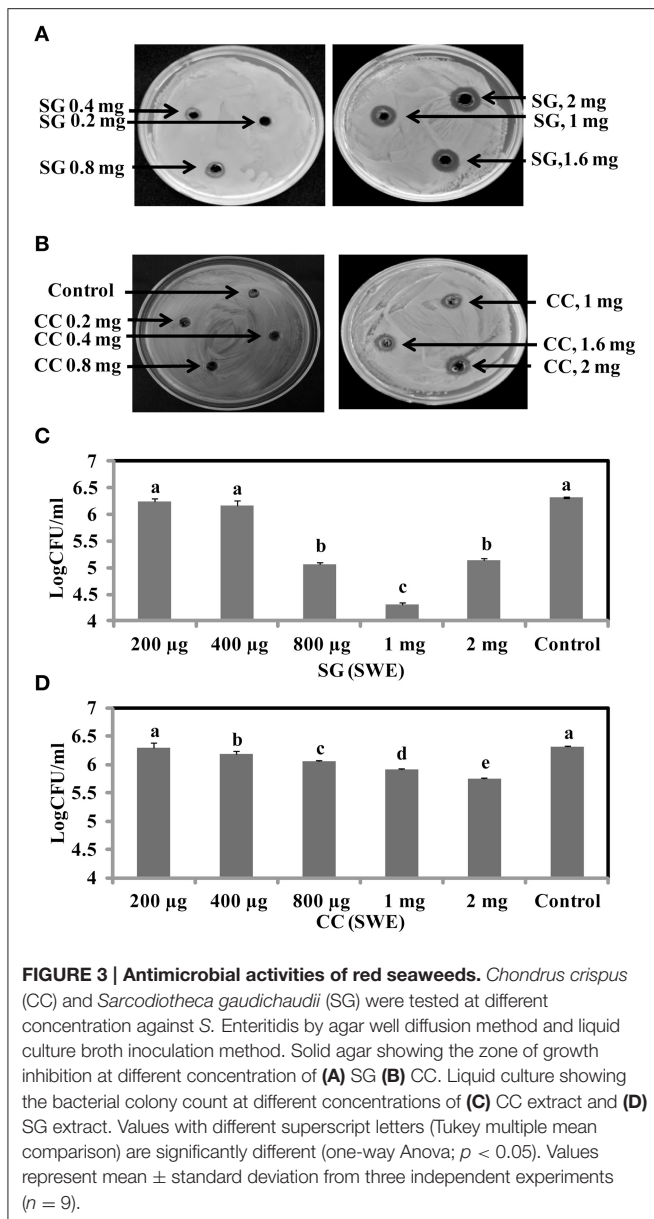 A
SG 0.4 mg
SG 0.2 mg
SG 0.8 mg
SG, 2 mg
SG, 1 mg
SG,1.6 mg
B
Control
CC 0.2 mg
CC 0.4 mg
CC 0.8 mg
CC, 1 mg
CC, 1.6 mg
CC, 2 mg
C
LogCFU/ml
7
6.5
6
5.5
5
4.5
4
a
a
b
c
b
a
200 µg 400 µg 800 µg 1 mg 2 mg Control
SG (SWE)
D
LogCFU/ml
7
6.5
6
5.5
5
4.5
4
a
b
c
d
e
a
200 µg 400 µg 800 µg 1 mg 2 mg Control
CC (SWE)
FIGURE 3 | Antimicrobial activities of red seaweeds. Chondrus crispus
(CC) and Sarcodiotheca gaudichaudii (SG) were tested at different
concentration against S. Enteritidis by agar well diffusion method and liquid
culture broth inoculation method. Solid agar showing the zone of growth
inhibition at different concentration of (A) SG (B) CC. Liquid culture showing
the bacterial colony count at different concentrations of (C) CC extract and (D)
SG extract. Values with different superscript letters (Tukey multiple mean
comparison) are significantly different (one-way Anova; p < 0.05). Values
represent mean ± standard deviation from three independent experiments
(n = 9).